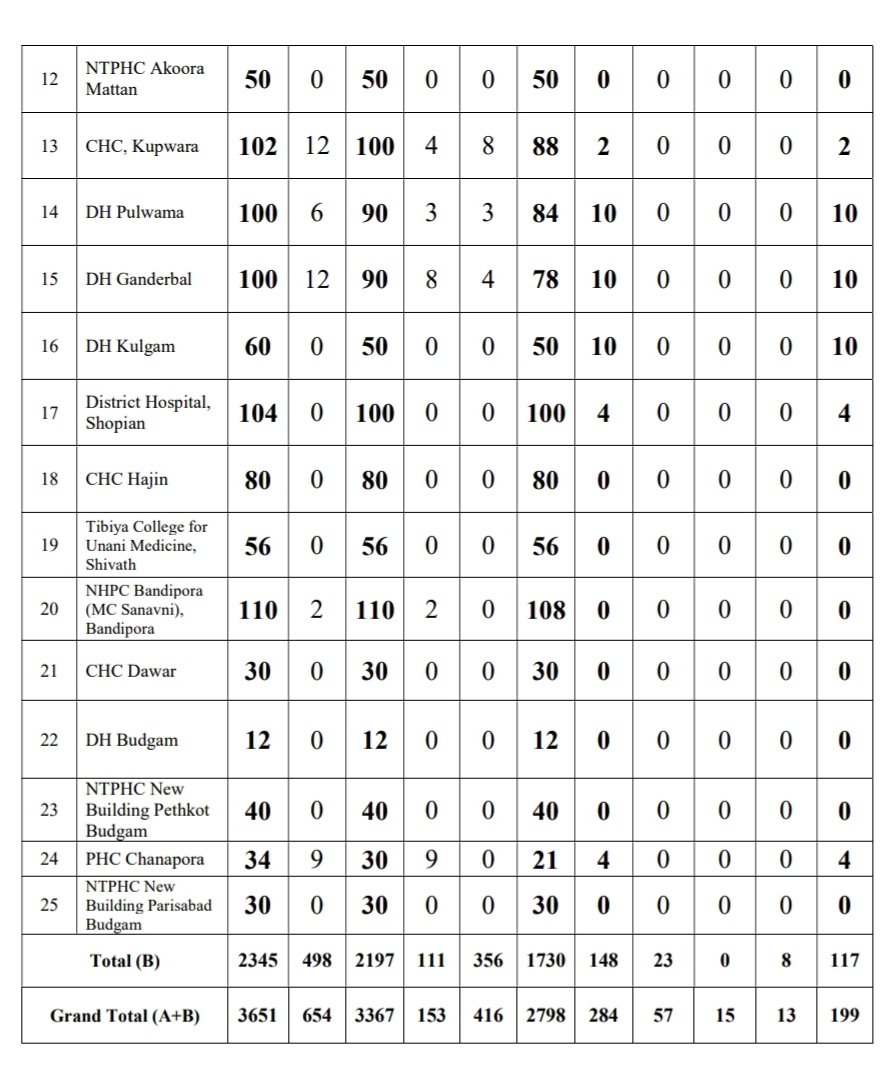 12 NTPHC Akoora Mattan 50 0 50 0 0 50 0 0 0 0 0
13 CHC, Kupwara 102 12 100 4 8 88 2 0 0 0 2
14 DH Pulwama 100 6 90 3 3 84 10 0 0 0 10
15 DH Ganderbal 100 12 90 8 4 78 10 0 0 0 10
16 DH Kulgam 60 0 50 0 0 50 10 0 0 0 10
17 District Hospital, Shopian 104 0 100 0 0 100 4 0 0 0 4
18 CHC Hajin 80 0 80 0 0 80 0 0 0 0 0
19 Tibiya College for Unani Medicine, Shivath 56 0 56 0 0 56 0 0 0 0 0
20 NHPC Bandipora (MC Sanavni), Bandipora 110 2 110 2 0 108 0 0 0 0 0
21 CHC Dawar 30 0 30 0 0 30 0 0 0 0 0
22 DH Budgam 12 0 12 0 0 12 0 0 0 0 0
23 NTPHC New Building Pethkot Budgam 40 0 40 0 0 40 0 0 0 0 0
24 PHC Chanapora 34 9 30 9 0 21 4 0 0 0 4
25 NTPHC New Building Parisabad Budgam 30 0 30 0 0 30 0 0 0 0 0
Total (B) 2345 498 2197 111 356 1730 148 23 0 8 117
Grand Total (A+B) 3651 654 3367 153 416 2798 284 57 15 13 199